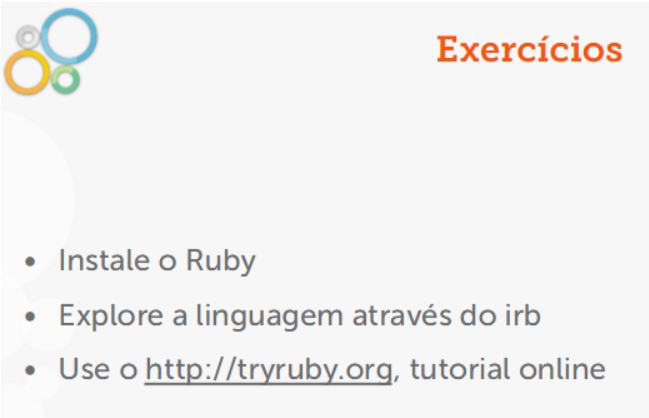 Exercícios
• Instale o Ruby
• Explore a linguagem através do irb
• Use o http://tryruby.org, tutorial online